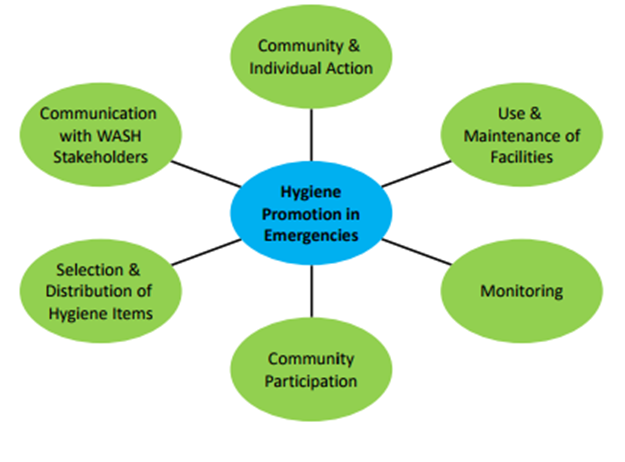 Community &
Individual Action
Communication
with WASH
Stakeholders
Use &
Maintenance of
Facilities
Hygiene
Promotion in
Emergencies
Selection &
Distribution of
Hygiene Items
Monitoring
Community
Participation